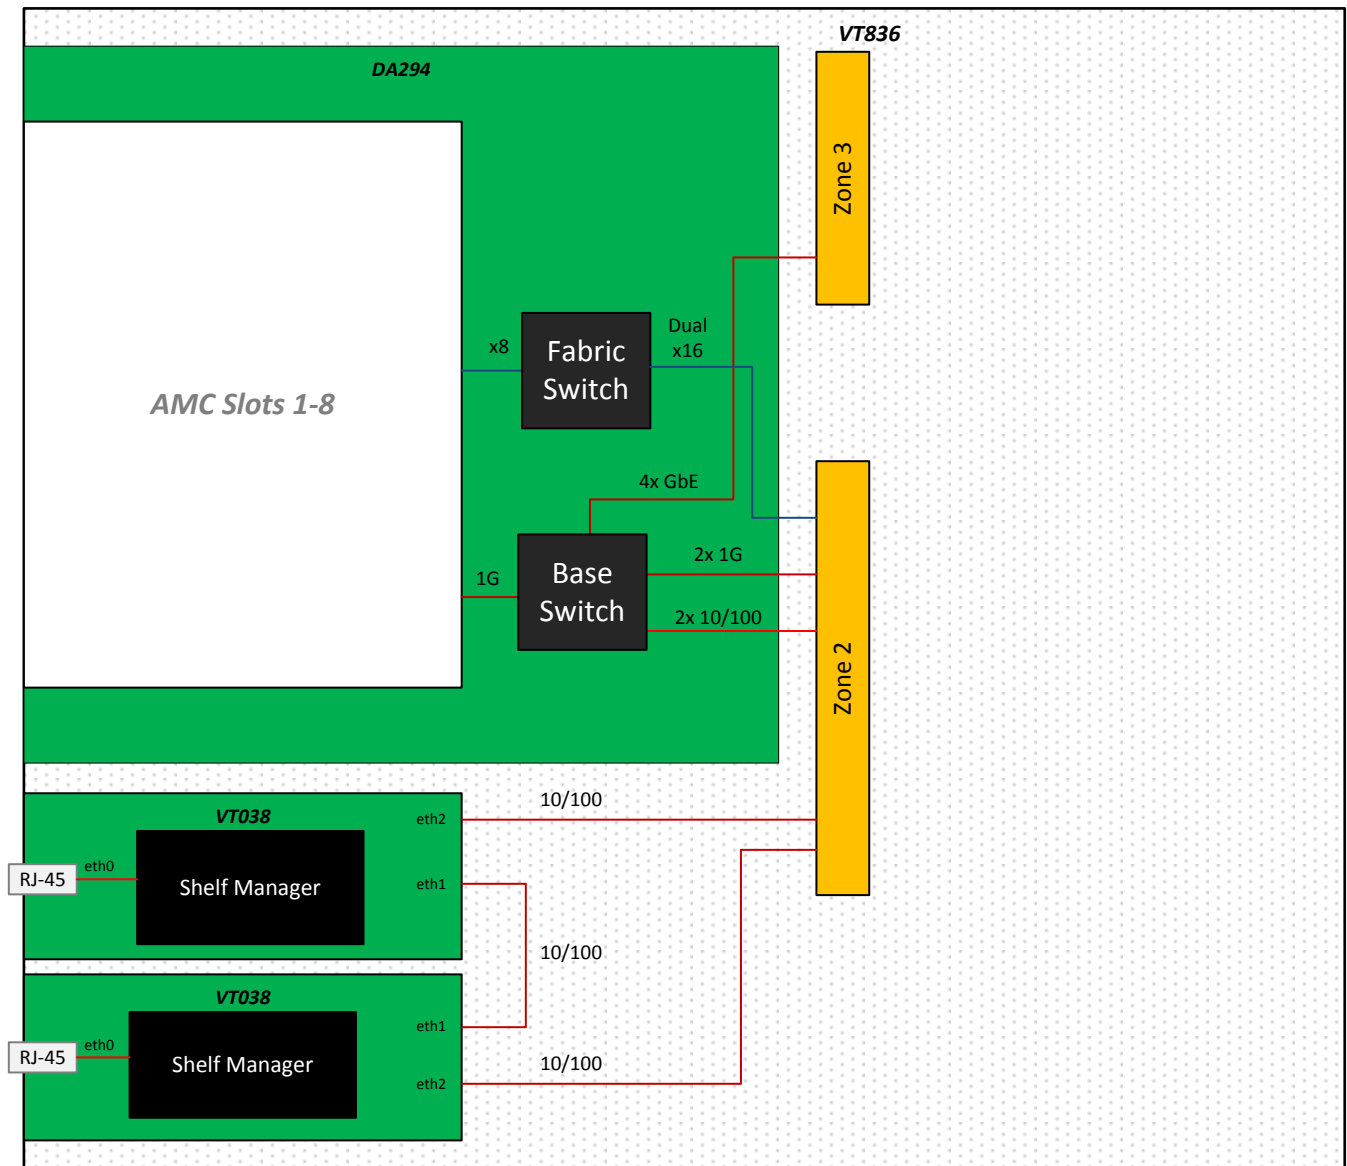 VT836
DA294
Zone 3
Dual
x16
x8
Fabric
Switch
AMC Slots 1-8
4x GbE
2x 1G
1G
Base
Switch
2x 10/100
Zone 2
10/100
VT038
eth2
eth0
RJ-45
Shelf Manager
eth1
10/100
VT038
eth1
eth0
RJ-45
Shelf Manager
10/100
eth2